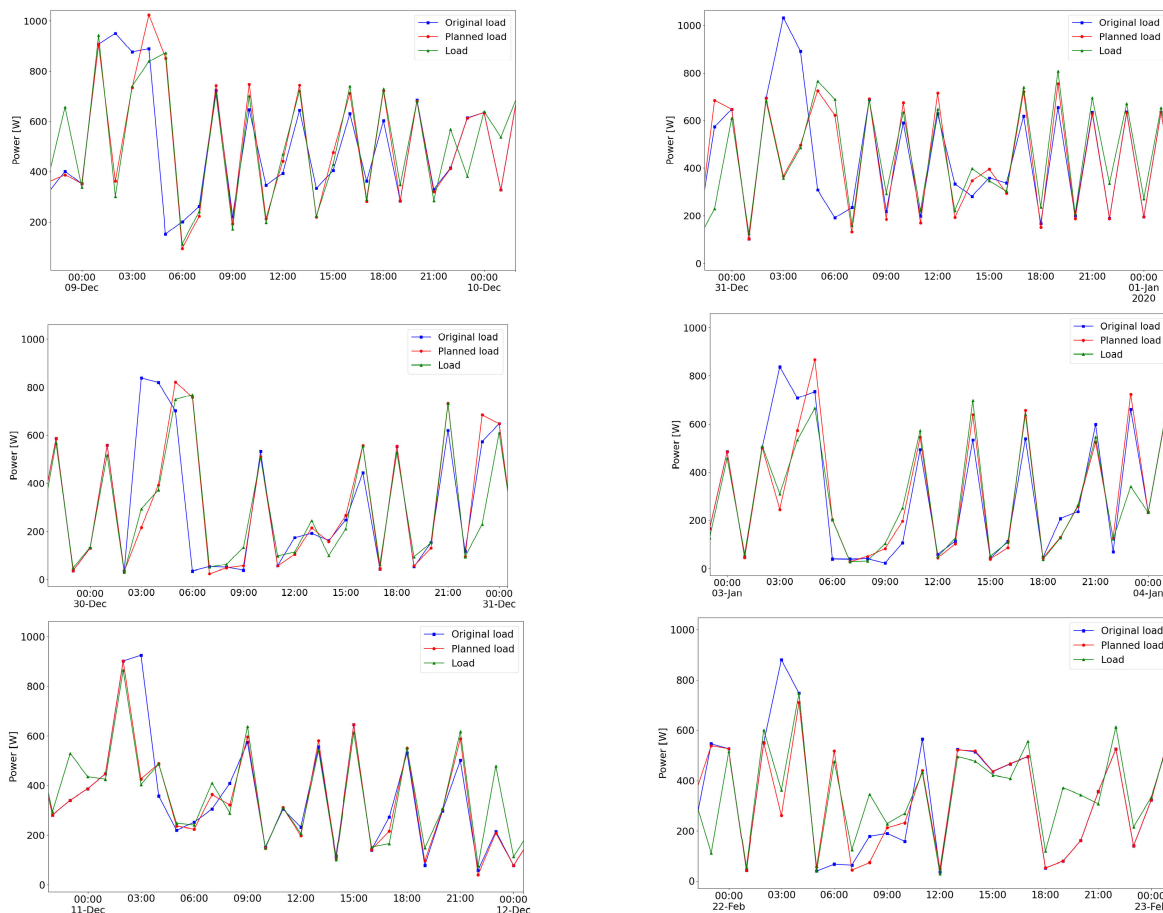 1000
800
600
400
200
Power [W]
Original load
Planned load
Load
00:00 03:00 06:00 09:00 12:00 15:00 18:00 21:00 00:00
09-Dec 10-Dec
1000
800
600
400
200
0
Power [W]
Original load
Planned load
Load
00:00 03:00 06:00 09:00 12:00 15:00 18:00 21:00 00:00
31-Dec 01-Jan
2020
1000
800
600
400
200
0
Power [W]
Original load
Planned load
Load
00:00 03:00 06:00 09:00 12:00 15:00 18:00 21:00 00:00
30-Dec 31-Dec
1000
800
600
400
200
0
Power [W]
Original load
Planned load
Load
00:00 03:00 06:00 09:00 12:00 15:00 18:00 21:00 00:00
03-Jan 04-Jan
1000
800
600
400
200
0
Power [W]
Original load
Planned load
Load
00:00 03:00 06:00 09:00 12:00 15:00 18:00 21:00 00:00
11-Dec 12-Dec
1000
800
600
400
200
0
Power [W]
Original load
Planned load
Load
00:00 03:00 06:00 09:00 12:00 15:00 18:00 21:00 00:00
22-Feb 23-Feb